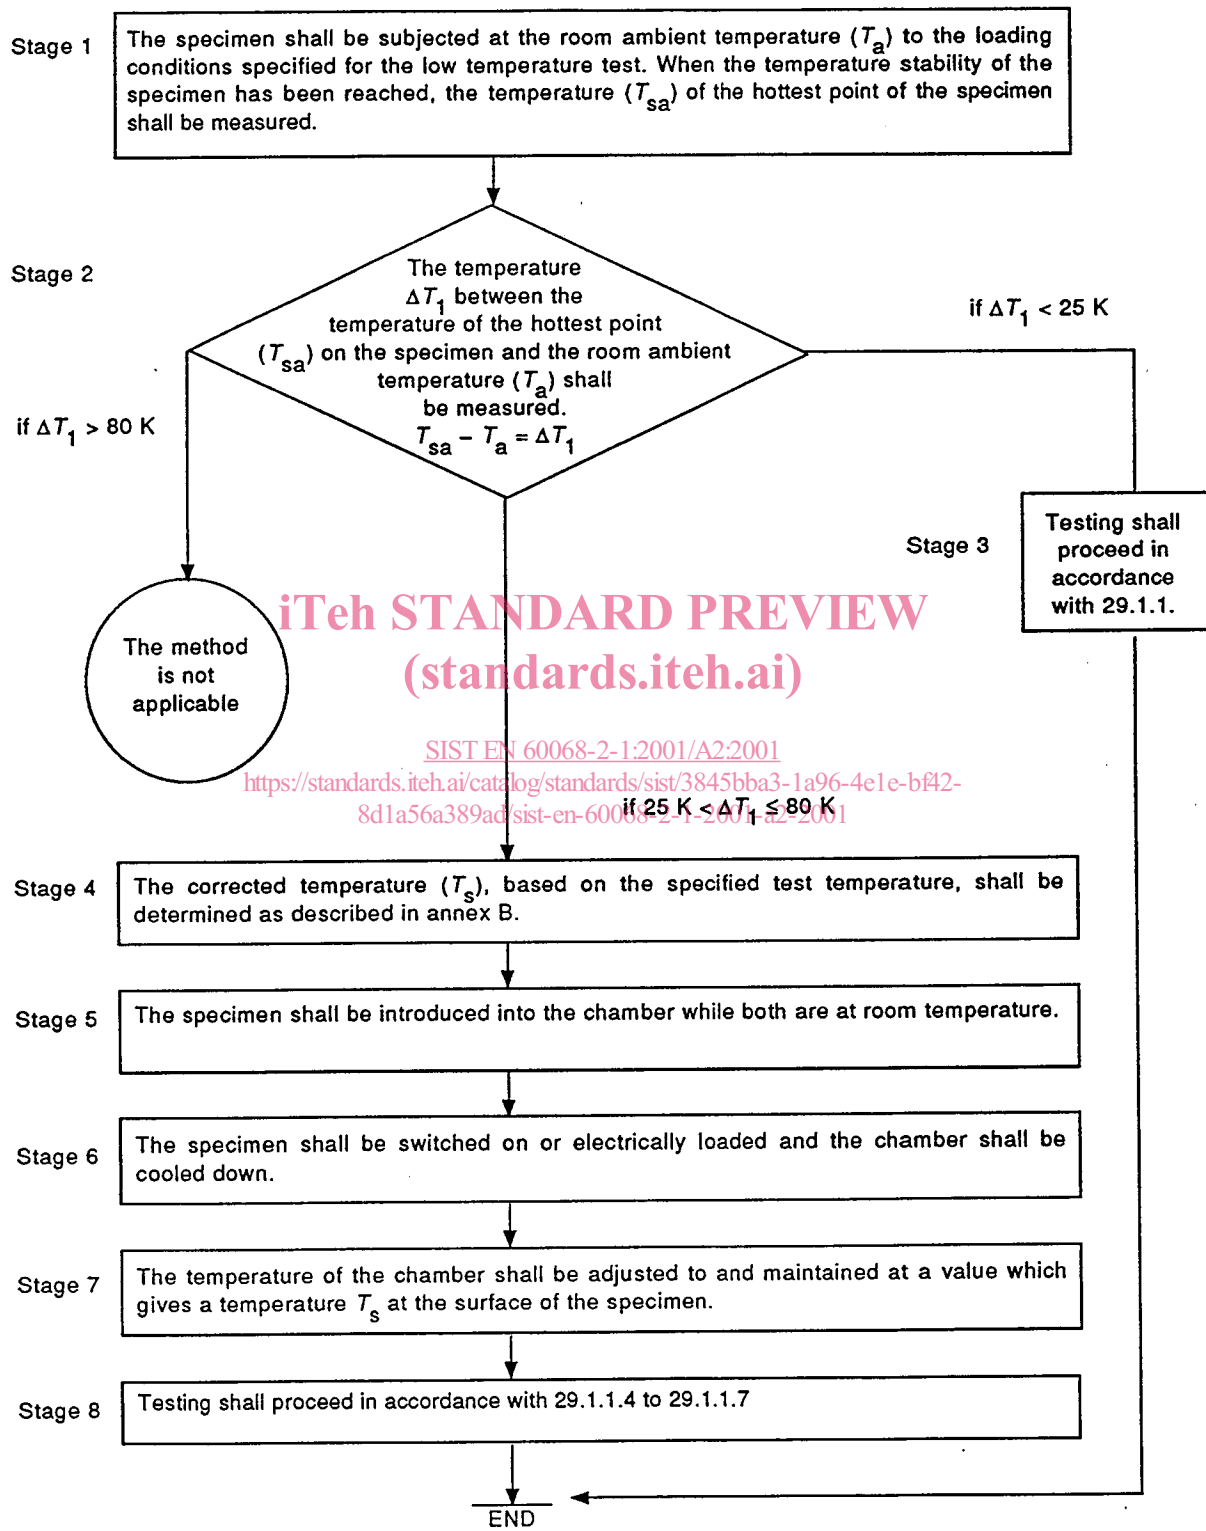 Stage 1
The specimen shall be subjected at the room ambient temperature (Ta) to the loading
conditions specified for the low temperature test. When the temperature stability of the
specimen has been reached, the temperature (Tsa) of the hottest point of the specimen
shall be measured.
Stage 2
The temperature
ΔT1 between the
temperature of the hottest point
(Tsa) on the specimen and the room ambient
temperature (Ta) shall
be measured.
Tsa – Ta = ΔT1
if ΔT1 < 25 K
if ΔT1 > 80 K
Stage 3
Testing shall
proceed in
accordance
with 29.1.1.
The method
is not
applicable
iTeh STANDARD PREVIEW
(standards.iteh.ai)
SIST EN 60068-2-1:2001/A2:2001
https://standards.iteh.ai/catalog/standards/sist/3845bba3-1a96-4e1e-bf42-
8d1a56a389ad/sist-en-60068-2-1-2001-a2-2001
if 25 K < ΔT1 ≤ 80 K
Stage 4
The corrected temperature (Ts), based on the specified test temperature, shall be
determined as described in annex B.
Stage 5
The specimen shall be introduced into the chamber while both are at room temperature.
Stage 6
The specimen shall be switched on or electrically loaded and the chamber shall be
cooled down.
Stage 7
The temperature of the chamber shall be adjusted to and maintained at a value which
gives a temperature Ts at the surface of the specimen.
Stage 8
Testing shall proceed in accordance with 29.1.1.4 to 29.1.1.7
END